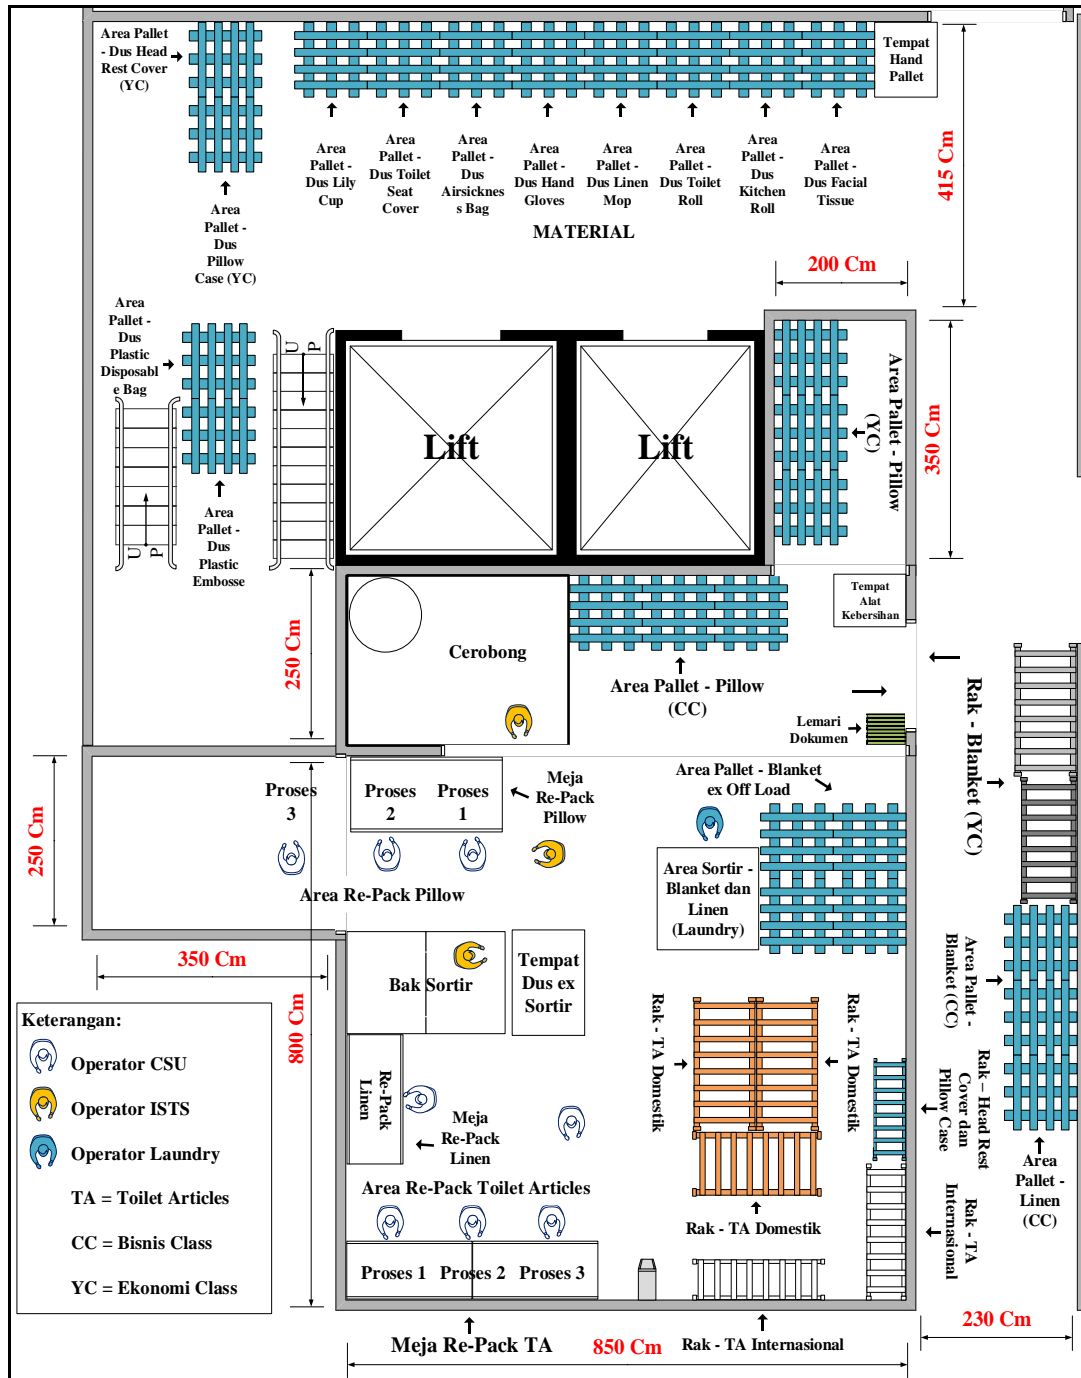 Area Pallet
- Dus Head
Rest Cover
(YC)
Tempat
Hand
Pallet
Area
Pallet -
Dus Lily
Cup
Area
Pallet -
Dus Toilet
Seat
Cover
Area
Pallet -
Dus
Airsicknes
s Bag
Area
Pallet -
Dus Hand
Gloves
Area
Pallet -
Dus Linen
Mop
Area
Pallet -
Dus Toilet
Roll
Area
Pallet -
Dus
Kitchen
Roll
Area
Pallet -
Dus Facial
Tissue
415 Cm
Area
Pallet -
Dus
Pillow
Case (YC)
MATERIAL
200 Cm
Area
Pallet -
Dus
Plastic
Disposabl
e Bag
U
P
Lift
Lift
Area Pallet - Pillow
(YC)
350 Cm
U
P
Area
Pallet -
Dus
Plastic
Embosse
250 Cm
Cerobong
Area Pallet - Pillow
(CC)
Tempat
Alat
Kebersihan
Lemari
Dokumen
Rak - Blanket (YC)
250 Cm
Proses
3
Proses
2
Proses
1
Meja
Re-Pack
Pillow
Area Pallet - Blanket
ex Off Load
Area Re-Pack Pillow
Area Sortir -
Blanket dan
Linen
(Laundry)
350 Cm
800 Cm
Bak Sortir
Tempat
Dus ex
Sortir
Area Pallet -
Blanket (CC)
Keterangan:
Operator CSU
Operator ISTS
Operator Laundry
TA = Toilet Articles
CC = Bisnis Class
YC = Ekonomi Class
Re-Pack
Linen
Meja
Re-Pack
Linen
Rak - TA Domestik
Rak - TA Domestik
Rak – Head Rest
Cover dan
Pillow Case
Area
Pallet -
Linen
(CC)
Area Re-Pack Toilet Articles
Rak - TA Domestik
Rak - TA
Internasional
Proses 1
Proses 2
Proses 3
230 Cm
Meja Re-Pack TA
850 Cm
Rak - TA Internasional